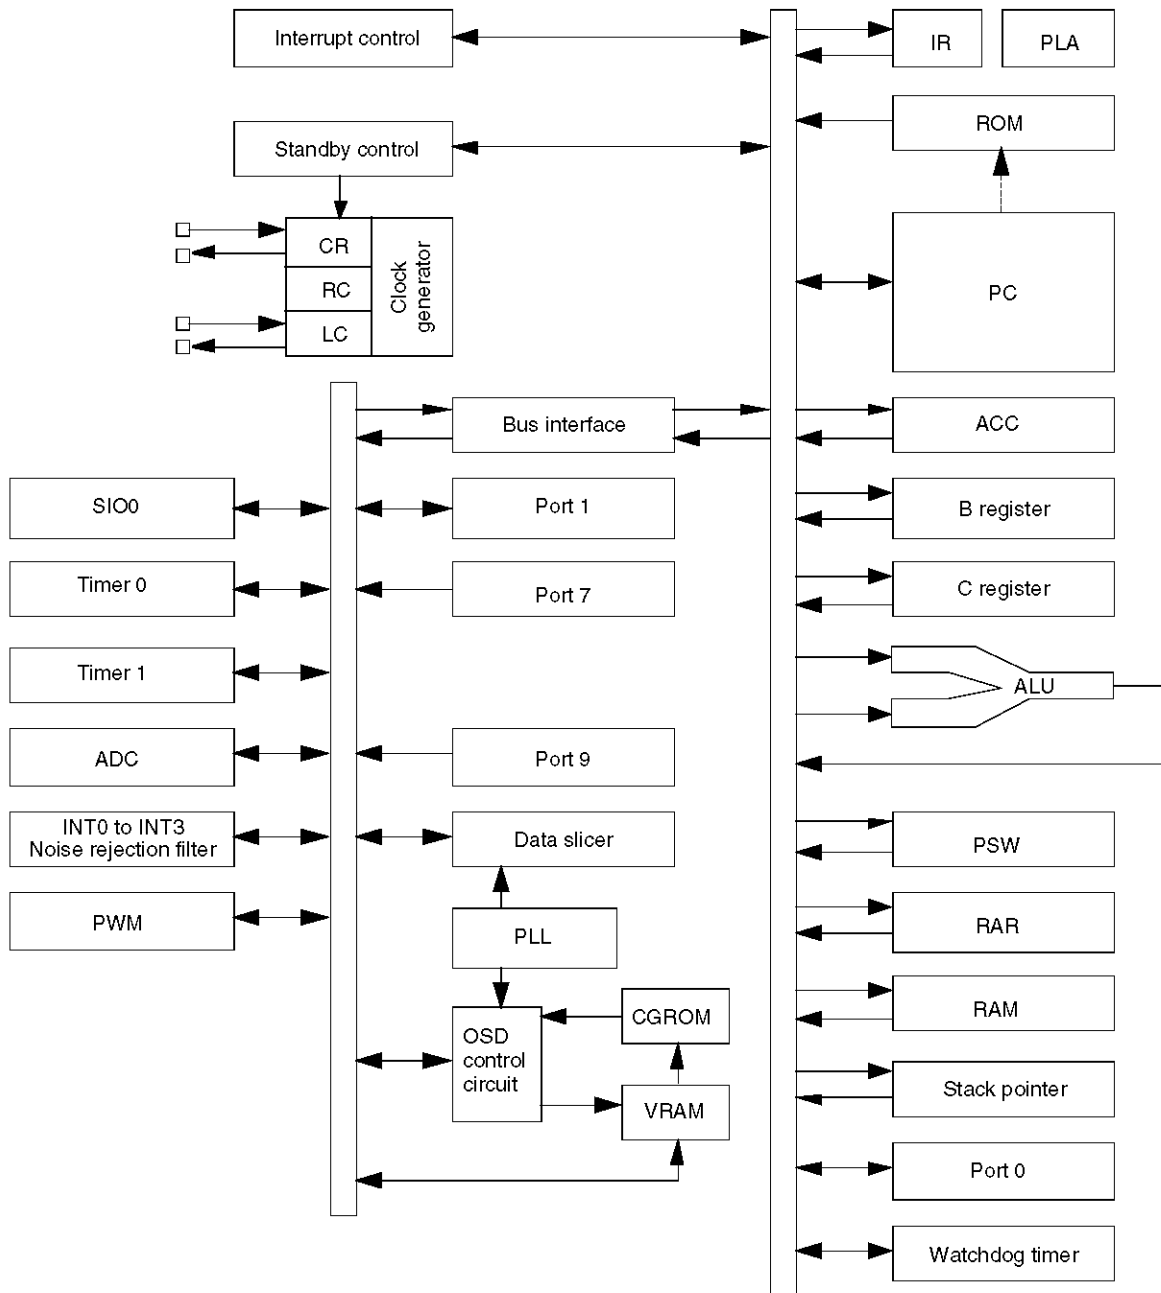 Interrupt control
IR
PLA
ROM
Standby control
CR
RC
LC
Clock
generator
PC
Bus interface
ACC
SIO0
Port 1
B register
Timer 0
Port 7
C register
Timer 1
ALU
ADC
Port 9
INT0 to INT3
Noise rejection filter
Data slicer
PSW
PWM
PLL
RAR
OSD
control
circuit
CGROM
RAM
VRAM
Stack pointer
Port 0
Watchdog timer